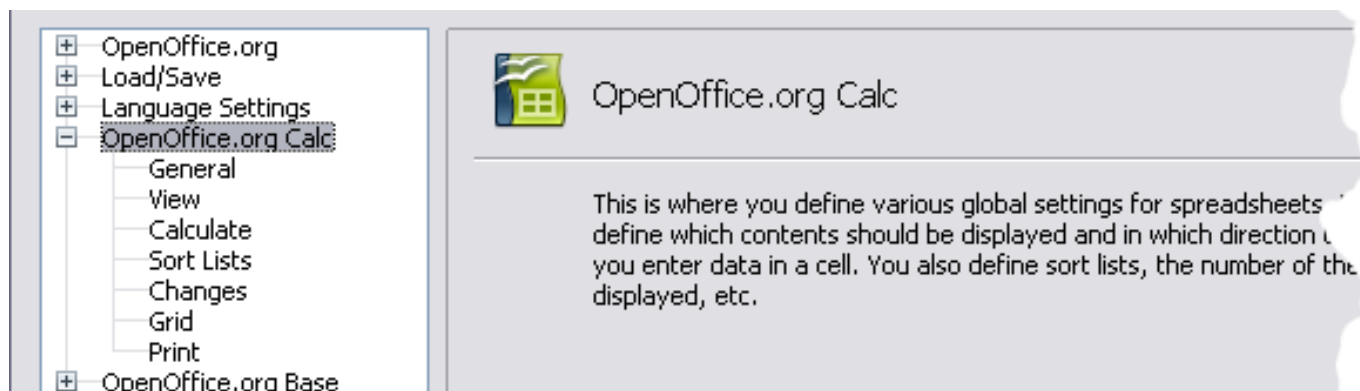 OpenOffice.org
Load/Save
Language Settings
OpenOffice.org Calc
General
View
Calculate
Sort Lists
Changes
Grid
Print
OpenOffice.org Base
OpenOffice.org Calc
This is where you define various global settings for spreadsheets
define which contents should be displayed and in which direction
you enter data in a cell. You also define sort lists, the number of the
displayed, etc.